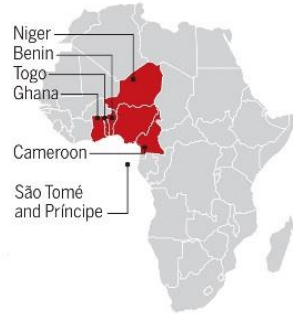 Niger
Benin
Togo
Ghana
Cameroon
São Tomé
and Príncipe